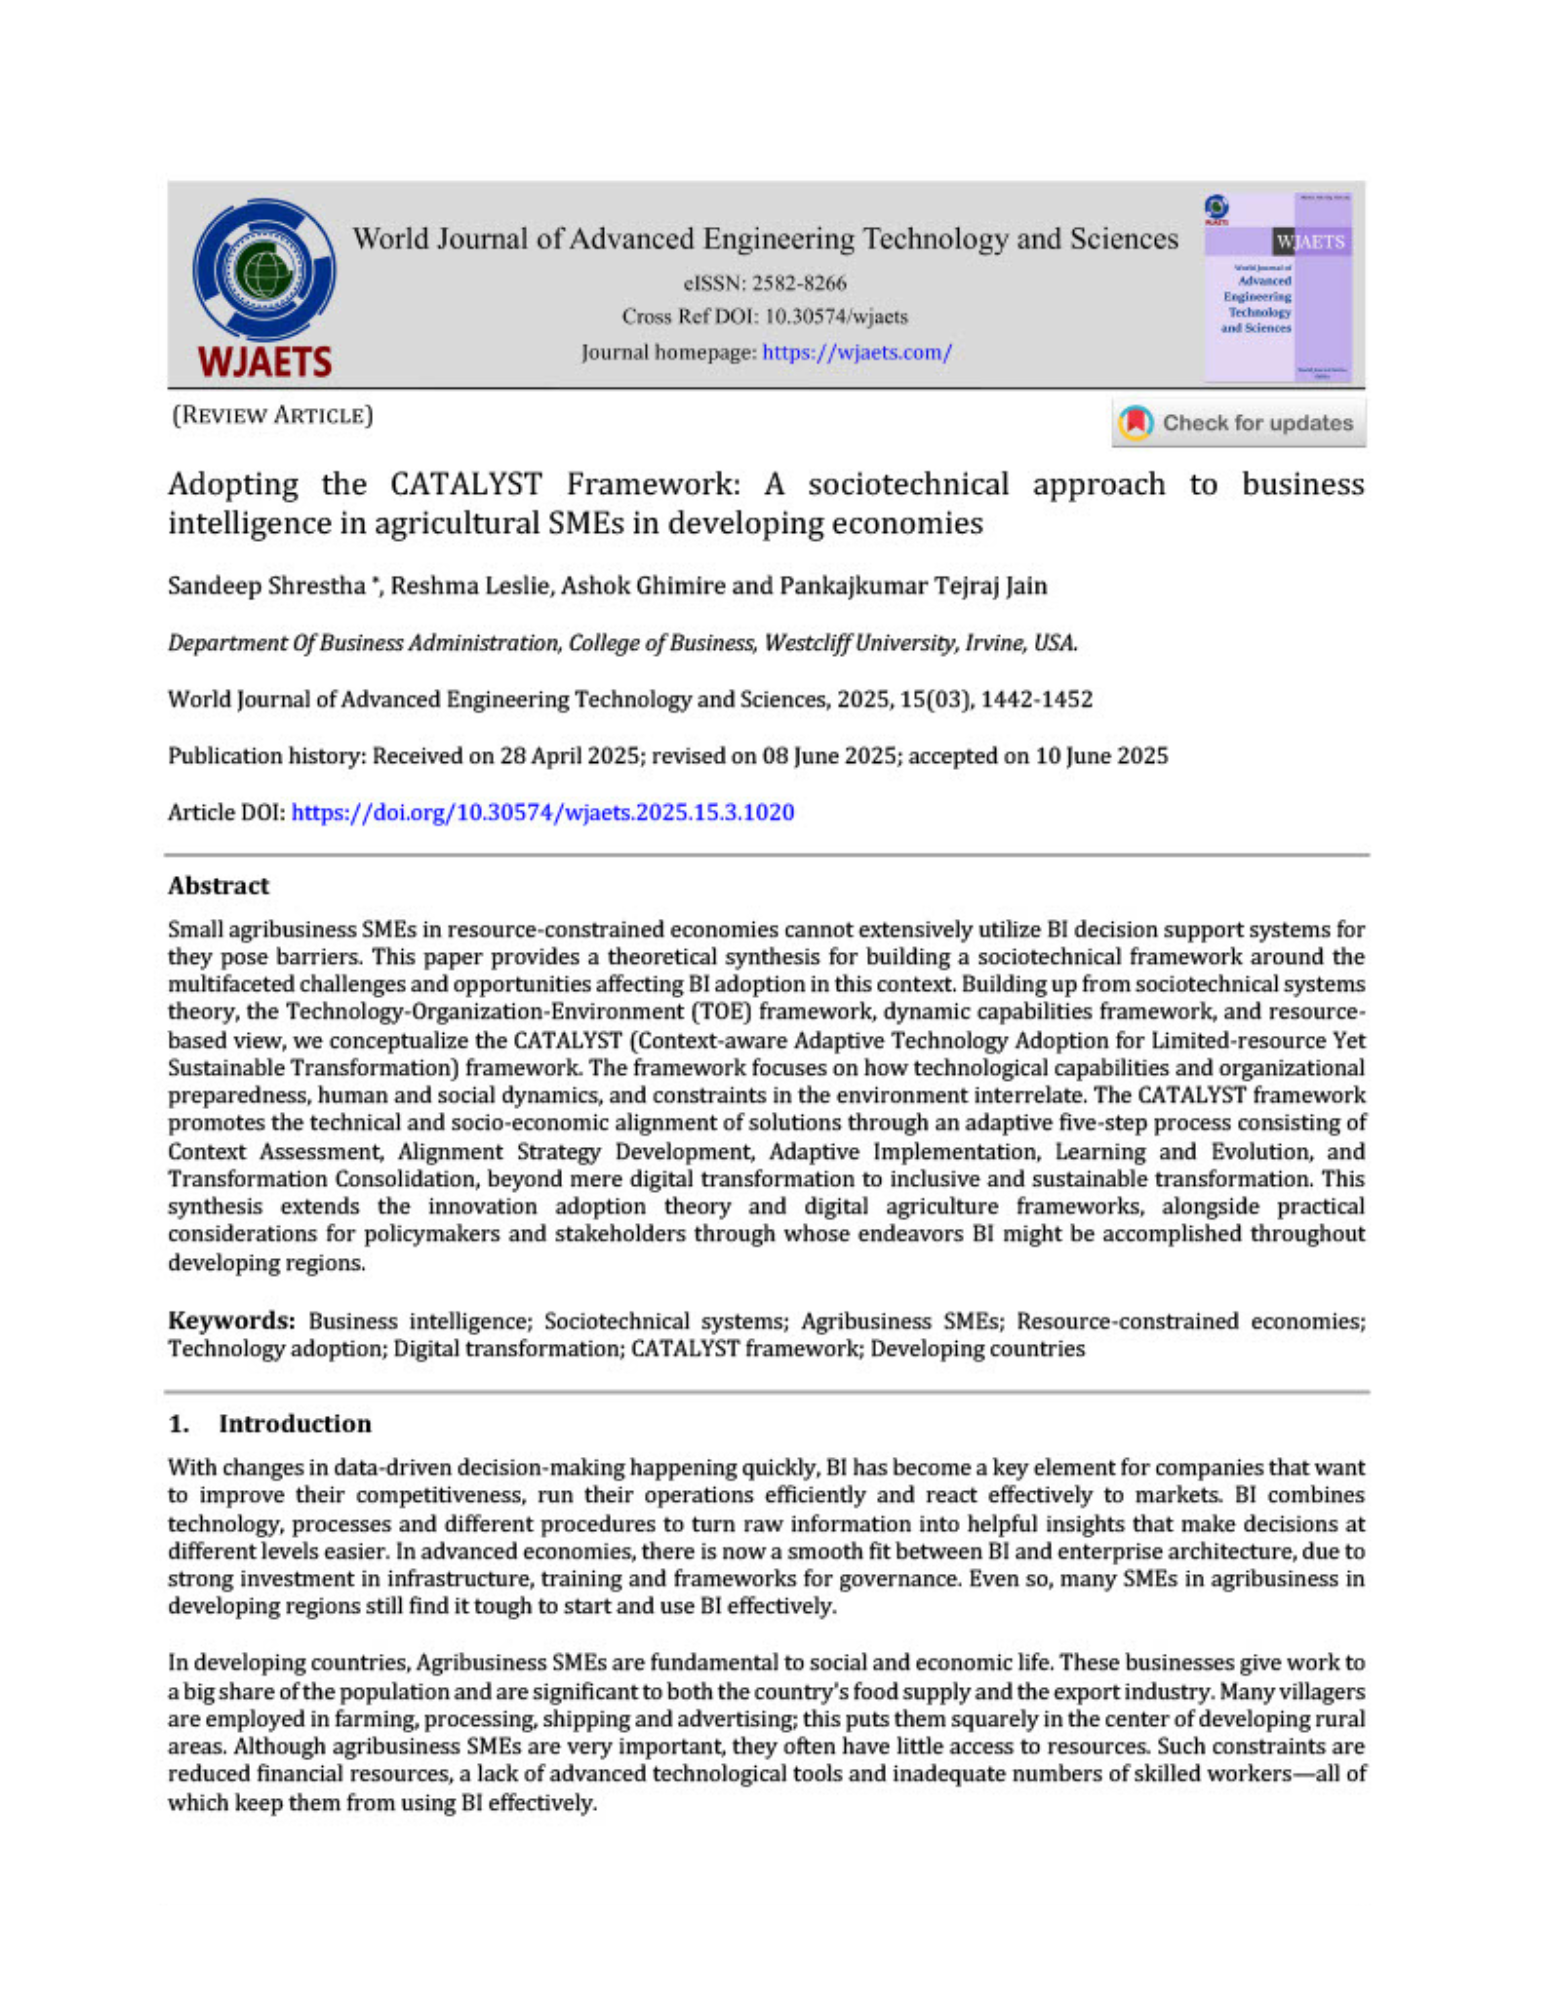 World Journal of Advanced Engineering Technology and Sciences
eISSN: 2582-8266
Cross Ref DOI: 10.30574/wjaets
Journal homepage: https://wjaets.com/
WJAETS
WJAETS
World Journal of
Advanced
Engineering
Technology
and Sciences
(REVIEW ARTICLE)
Check for updates
Adopting the CATALYST Framework: A sociotechnical approach to business
intelligence in agricultural SMEs in developing economies
Sandeep Shrestha *, Reshma Leslie, Ashok Ghimire and Pankajkumar Tejraj Jain
Department Of Business Administration, College of Business, Westcliff University, Irvine, USA.
World Journal of Advanced Engineering Technology and Sciences, 2025, 15(03), 1442-1452
Publication history: Received on 28 April 2025; revised on 08 June 2025; accepted on 10 June 2025
Article DOI: https://doi.org/10.30574/wjaets.2025.15.3.1020
Abstract
Small agribusiness SMEs in resource-constrained economies cannot extensively utilize BI decision support systems for
they pose barriers. This paper provides a theoretical synthesis for building a sociotechnical framework around the
multifaceted challenges and opportunities affecting BI adoption in this context. Building up from sociotechnical systems
theory, the Technology-Organization-Environment (TOE) framework, dynamic capabilities framework, and resource-
based view, we conceptualize the CATALYST (Context-aware Adaptive Technology Adoption for Limited-resource Yet
Sustainable Transformation) framework. The framework focuses on how technological capabilities and organizational
preparedness, human and social dynamics, and constraints in the environment interrelate. The CATALYST framework
promotes the technical and socio-economic alignment of solutions through an adaptive five-step process consisting of
Context Assessment, Alignment Strategy Development, Adaptive Implementation, Learning and Evolution, and
Transformation Consolidation, beyond mere digital transformation to inclusive and sustainable transformation. This
synthesis extends the innovation adoption theory and digital agriculture frameworks, alongside practical
considerations for policymakers and stakeholders through whose endeavors BI might be accomplished throughout
developing regions.
Keywords: Business intelligence; Sociotechnical systems; Agribusiness SMEs; Resource-constrained economies;
Technology adoption; Digital transformation; CATALYST framework; Developing countries
1. Introduction
With changes in data-driven decision-making happening quickly, BI has become a key element for companies that want
to improve their competitiveness, run their operations efficiently and react effectively to markets. BI combines
technology, processes and different procedures to turn raw information into helpful insights that make decisions at
different levels easier. In advanced economies, there is now a smooth fit between BI and enterprise architecture, due to
strong investment in infrastructure, training and frameworks for governance. Even so, many SMEs in agribusiness in
developing regions still find it tough to start and use BI effectively.
In developing countries, Agribusiness SMEs are fundamental to social and economic life. These businesses give work to
a big share of the population and are significant to both the country's food supply and the export industry. Many villagers
are employed in farming, processing, shipping and advertising; this puts them squarely in the center of developing rural
areas. Although agribusiness SMEs are very important, they often have little access to resources. Such constraints are
reduced financial resources, a lack of advanced technological tools and inadequate numbers of skilled workers—all of
which keep them from using BI effectively.